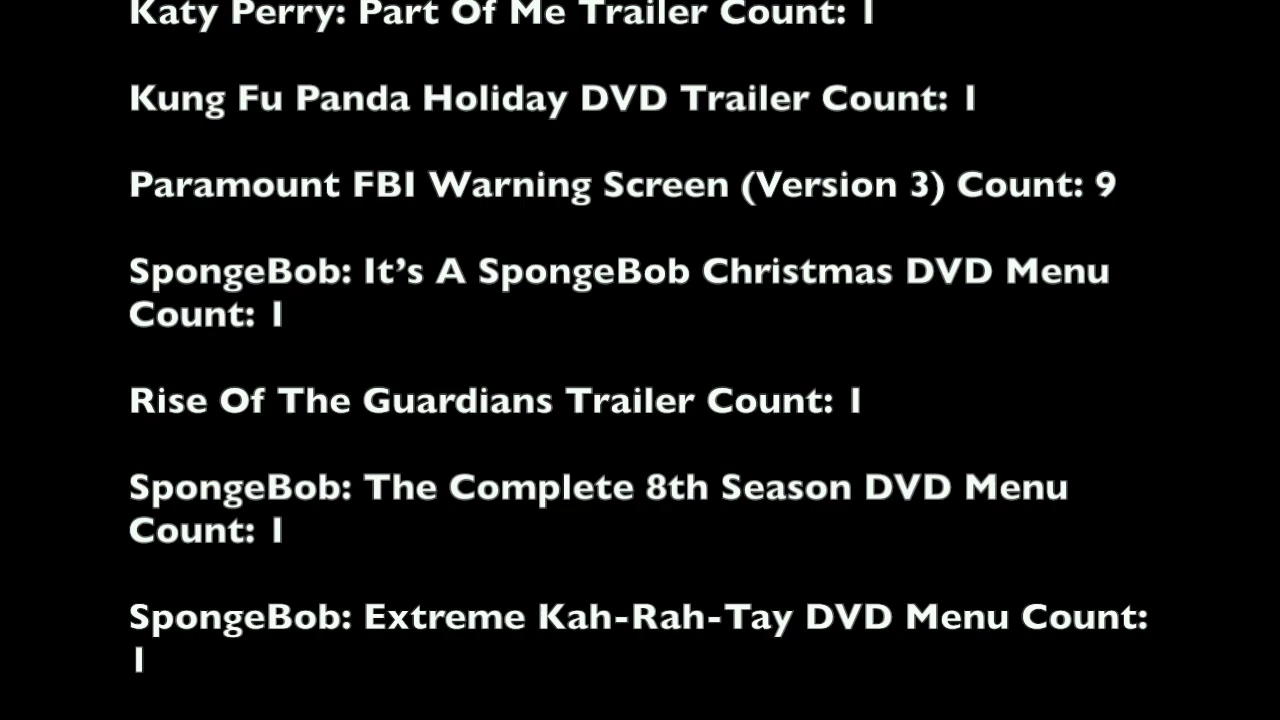 Katy Perry: Part Of Me Trailer Count: 1
Kung Fu Panda Holiday DVD Trailer Count: 1
Paramount FBI Warning Screen (Version 3) Count: 9
SpongeBob: It’s A SpongeBob Christmas DVD Menu
Count: 1
Rise Of The Guardians Trailer Count: 1
SpongeBob: The Complete 8th Season DVD Menu
Count: 1
SpongeBob: Extreme Kah-Rah-Tay DVD Menu Count:
1